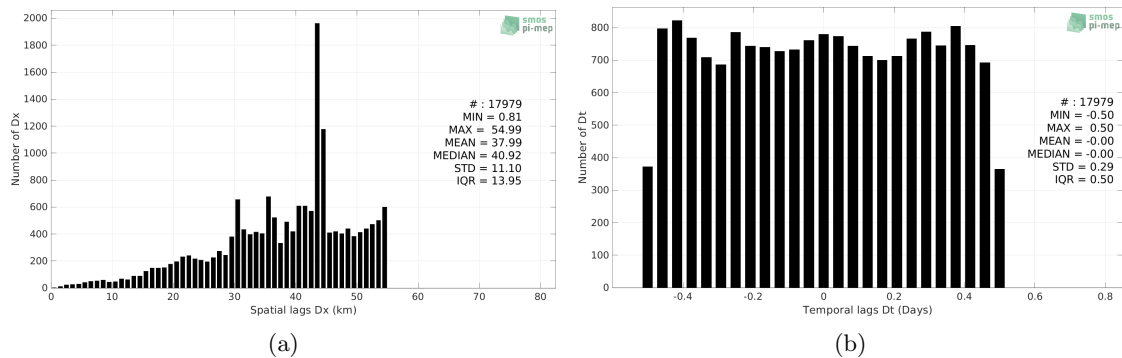 2000
1800
1600
1400
1200
1000
800
600
400
200
0
Number of Dx
0 10 20 30 40 50 60 70 80
Spatial lags Dx (km)
smos
pi-mep
# : 17979
MIN = 0.81
MAX = 54.99
MEAN = 37.99
MEDIAN = 40.92
STD = 11.10
IQR = 13.95
(a)
800
700
600
500
400
300
200
100
0
Number of Dt
-0.4 -0.2 0 0.2 0.4 0.6 0.8
Temporal lags Dt (Days)
smos
pi-mep
# : 17979
MIN = -0.50
MAX = 0.50
MEAN = -0.00
MEDIAN = -0.00
STD = 0.29
IQR = 0.50
(b)